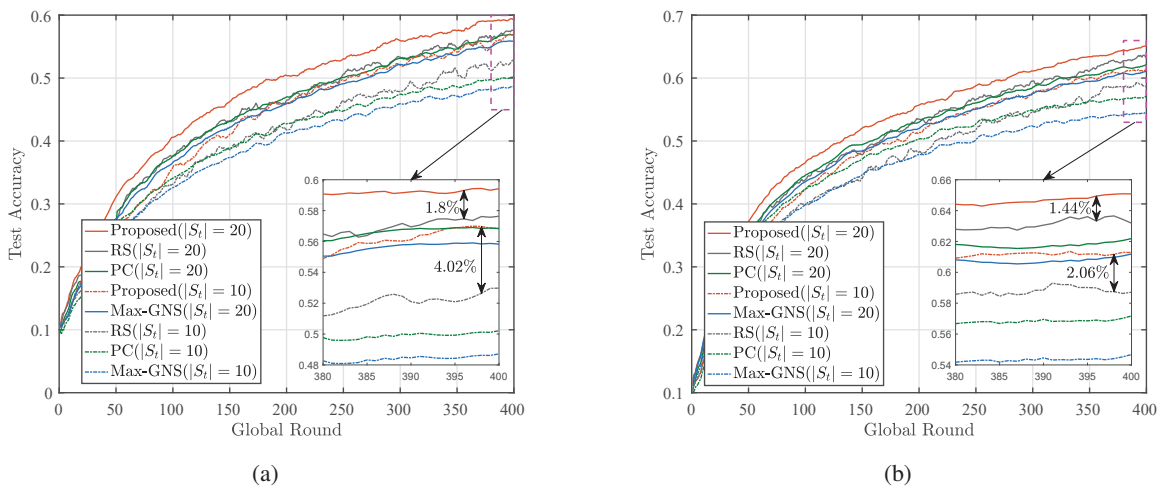 0.6
0.5
0.4
0.3
0.2
0.1
0
Test Accuracy
0
50
100
150
200
250
300
350
400
Global Round
Proposed(|S_t| = 20)
RS(|S_t| = 20)
PC(|S_t| = 20)
Proposed(|S_t| = 10)
Max-GNS(|S_t| = 20)
RS(|S_t| = 10)
PC(|S_t| = 10)
Max-GNS(|S_t| = 10)
0.6
0.58
0.56
0.54
0.52
0.5
0.48
380
385
390
395
400
1.8%
4.02%
(a)
0.7
0.6
0.5
0.4
0.3
0.2
0.1
Test Accuracy
0
50
100
150
200
250
300
350
400
Global Round
Proposed(|S_t| = 20)
RS(|S_t| = 20)
PC(|S_t| = 20)
Proposed(|S_t| = 10)
Max-GNS(|S_t| = 20)
RS(|S_t| = 10)
PC(|S_t| = 10)
Max-GNS(|S_t| = 10)
0.66
0.64
0.62
0.6
0.58
0.56
0.54
380
385
390
395
400
1.44%
2.06%
(b)